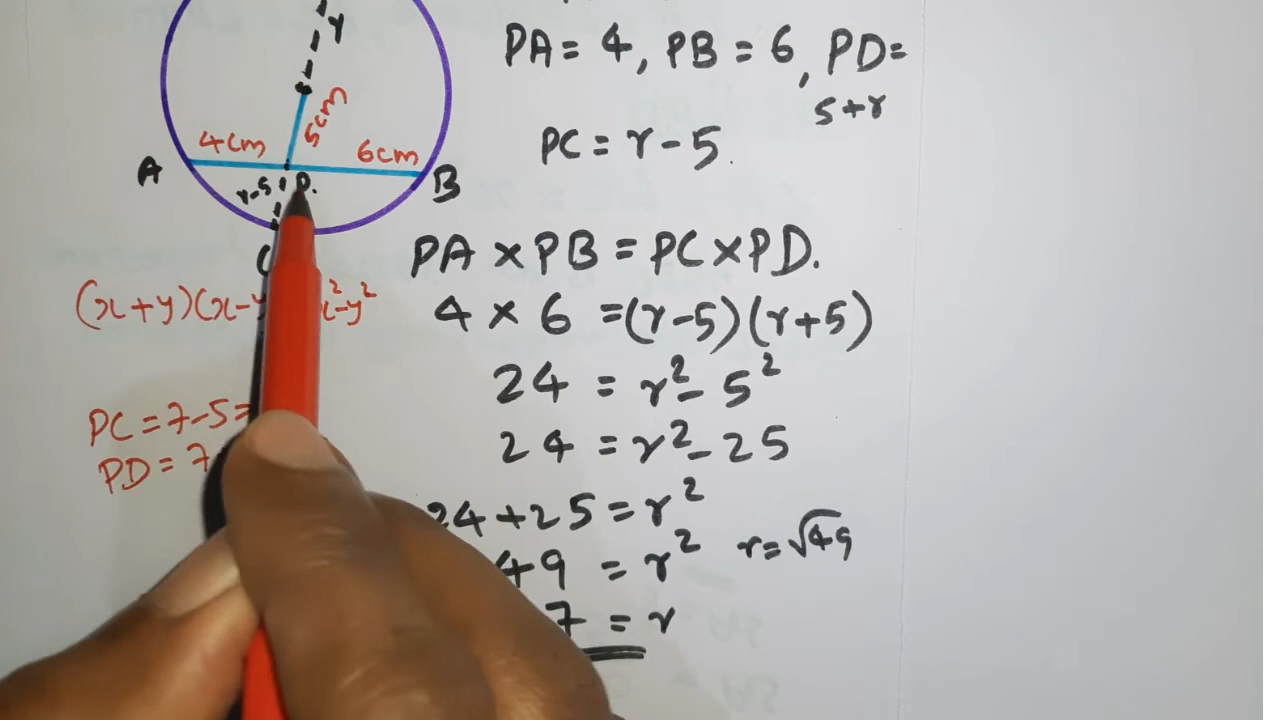 r
PA = 4, PB = 6, PD =
5+r
5cm
PC = r - 5.
4cm
6cm
A
r-5
P.
B
C
PA × PB = PC × PD.
(x+y)(x-y x²-y²
4 × 6 = (r-5)(r+5)
24 = r² - 5²
PC = 7-5=
24 = r² - 25
PD = 7
24+25 = r²
49 = r² r = √49
7 = r